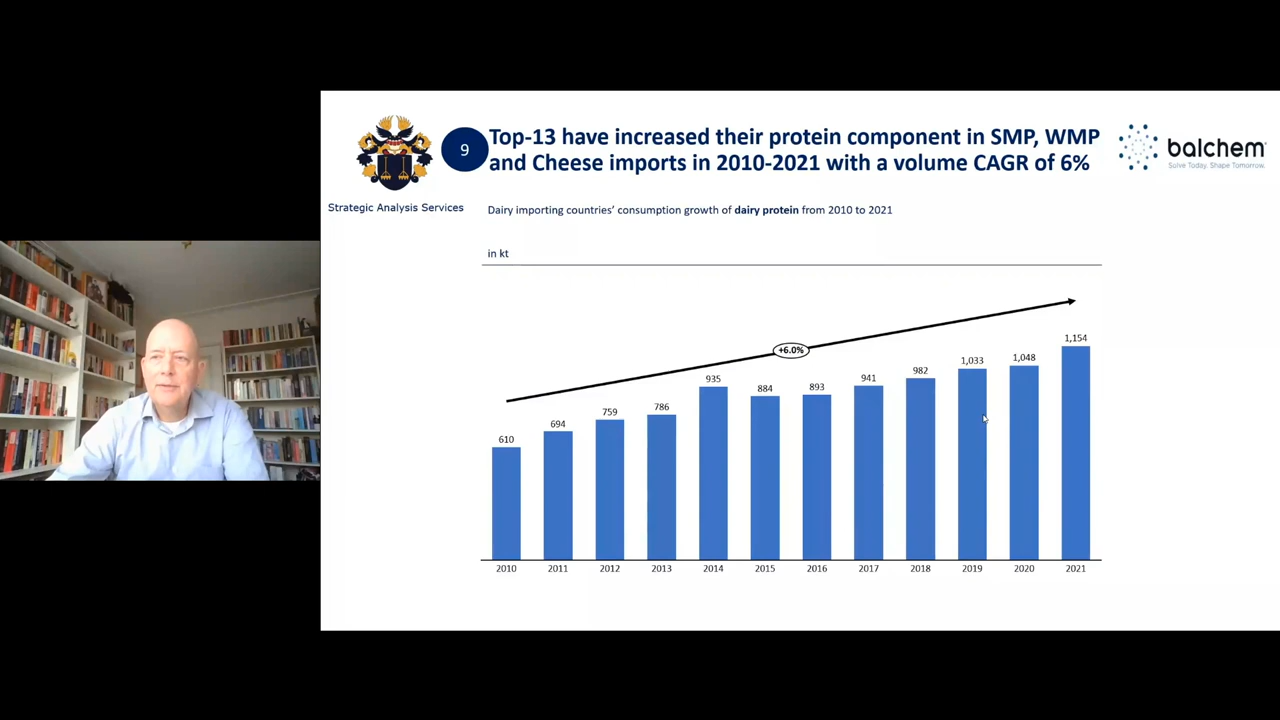 9
Top-13 have increased their protein component in SMP, WMP
and Cheese imports in 2010-2021 with a volume CAGR of 6%
balchem
Solve Today. Shape Tomorrow.
Strategic Analysis Services
Dairy importing countries' consumption growth of dairy protein from 2010 to 2021
in kt
+6.0%
610 694 759 786 935 884 893 941 982 1,033 1,048 1,154
2010 2011 2012 2013 2014 2015 2016 2017 2018 2019 2020 2021